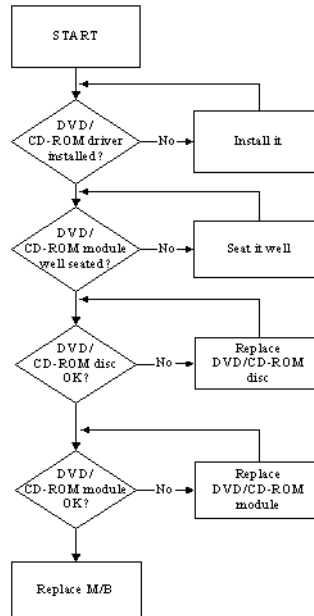 START
DVD/
CD-ROM driver
installed?
No
Install it
DVD/
CD-ROM module
well seated?
No
Seat it well
DVD/
CD-ROM disc
OK?
No
Replace
DVD/CD-ROM
disc
DVD/
CD-ROM module
OK?
No
Replace
DVD/CD-ROM
module
Replace M/B